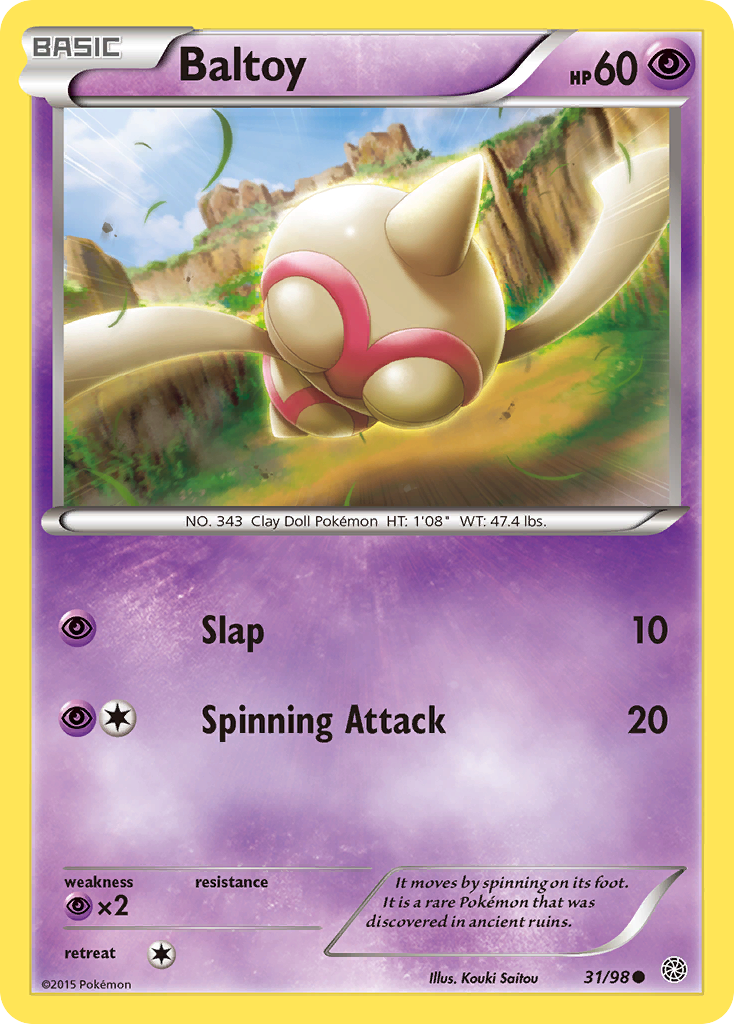 BASIC
Baltoy
HP60
NO. 343 Clay Doll Pokémon HT: 1'08" WT: 47.4 lbs.
Slap 10
Spinning Attack 20
weakness resistance
×2
It moves by spinning on its foot.
It is a rare Pokémon that was
discovered in ancient ruins.
retreat
©2015 Pokémon
Illus. Kouki Saitou
31/98